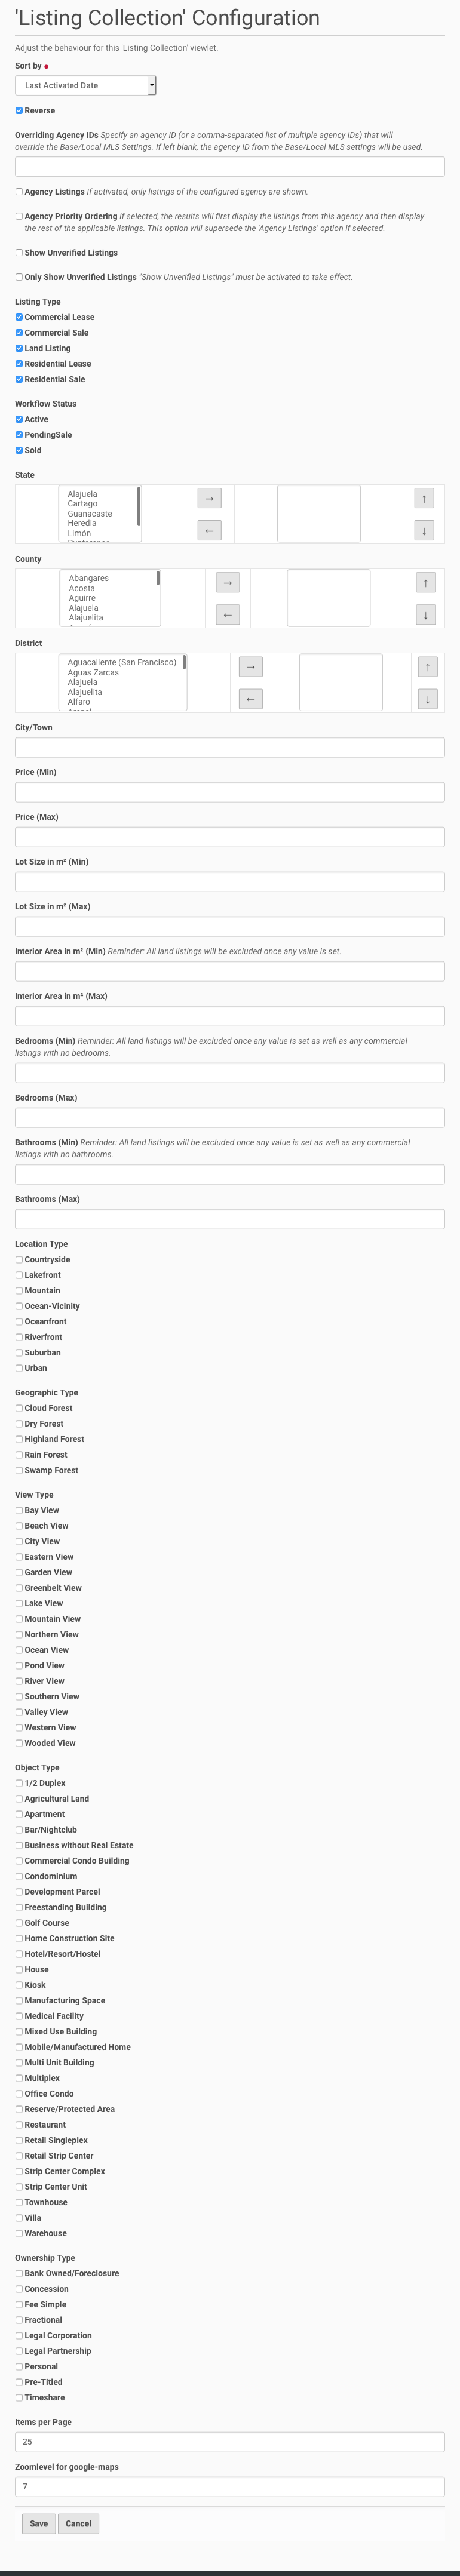 'Listing Collection' Configuration
Adjust the behaviour for this 'Listing Collection' viewlet.
Sort by
Last Activated Date
Reverse
Overriding Agency IDs Specify an agency ID (or a comma-separated list of multiple agency IDs) that will
override the Base/Local MLS Settings. If left blank, the agency ID from the Base/Local MLS settings will be used.
Agency Listings If activated, only listings of the configured agency are shown.
Agency Priority Ordering If selected, the results will first display the listings from this agency and then display
the rest of the applicable listings. This option will supersede the 'Agency Listings' option if selected.
Show Unverified Listings
Only Show Unverified Listings "Show Unverified Listings" must be activated to take effect.
Listing Type
Commercial Lease
Commercial Sale
Land Listing
Residential Lease
Residential Sale
Workflow Status
Active
PendingSale
Sold
State
Alajuela
Cartago
Guanacaste
Heredia
Limón
→
←
↑
↓
County
Abangares
Acosta
Aguirre
Alajuela
Alajuelita
→
←
↑
↓
District
Aguacaliente (San Francisco)
Aguas Zarcas
Alajuela
Alajuelita
Alfaro
→
←
↑
↓
City/Town
Price (Min)
Price (Max)
Lot Size in m² (Min)
Lot Size in m² (Max)
Interior Area in m² (Min) Reminder: All land listings will be excluded once any value is set.
Interior Area in m² (Max)
Bedrooms (Min) Reminder: All land listings will be excluded once any value is set as well as any commercial
listings with no bedrooms.
Bedrooms (Max)
Bathrooms (Min) Reminder: All land listings will be excluded once any value is set as well as any commercial
listings with no bathrooms.
Bathrooms (Max)
Location Type
Countryside
Lakefront
Mountain
Ocean-Vicinity
Oceanfront
Riverfront
Suburban
Urban
Geographic Type
Cloud Forest
Dry Forest
Highland Forest
Rain Forest
Swamp Forest
View Type
Bay View
Beach View
City View
Eastern View
Garden View
Greenbelt View
Lake View
Mountain View
Northern View
Ocean View
Pond View
River View
Southern View
Valley View
Western View
Wooded View
Object Type
1/2 Duplex
Agricultural Land
Apartment
Bar/Nightclub
Business without Real Estate
Commercial Condo Building
Condominium
Development Parcel
Freestanding Building
Golf Course
Home Construction Site
Hotel/Resort/Hostel
House
Kiosk
Manufacturing Space
Medical Facility
Mixed Use Building
Mobile/Manufactured Home
Multi Unit Building
Multiplex
Office Condo
Reserve/Protected Area
Restaurant
Retail Singleplex
Retail Strip Center
Strip Center Complex
Strip Center Unit
Townhouse
Villa
Warehouse
Ownership Type
Bank Owned/Foreclosure
Concession
Fee Simple
Fractional
Legal Corporation
Legal Partnership
Personal
Pre-Titled
Timeshare
Items per Page
25
Zoomlevel for google-maps
7
Save Cancel